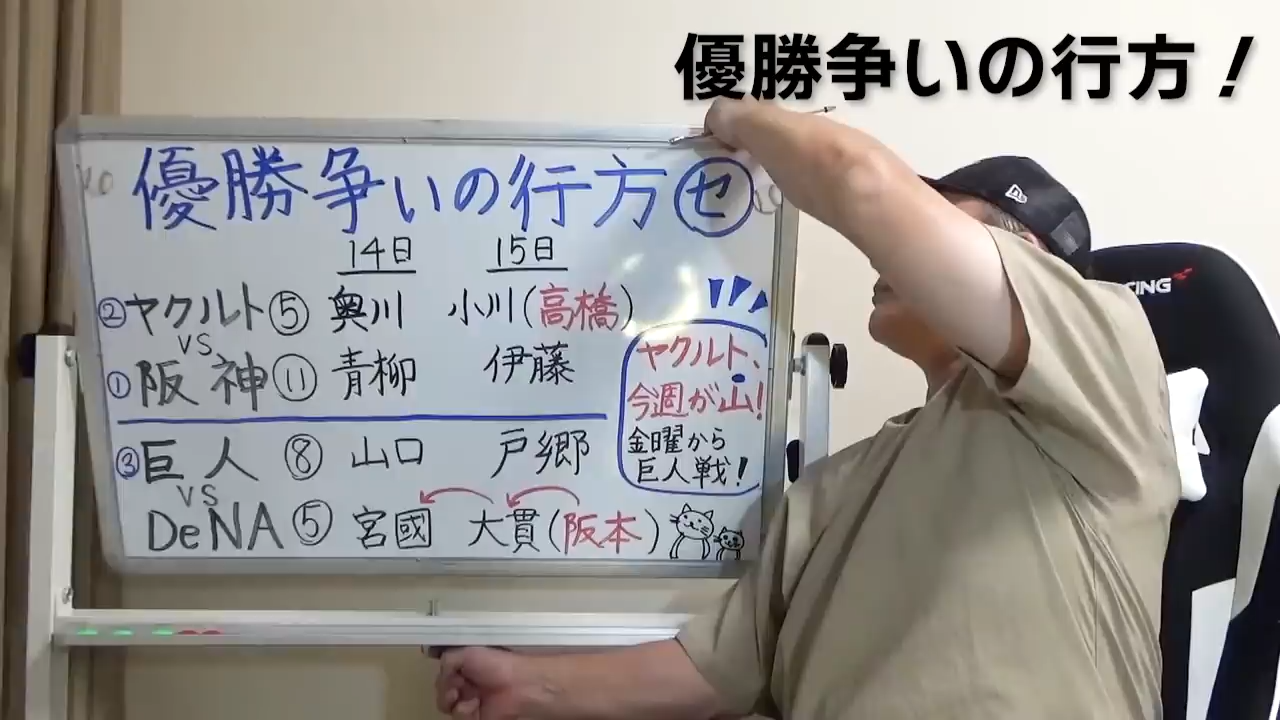 優勝争いの行方！
優勝争いの行方㋝
14日 15日
②ヤクルト⑤ 奥川 小川(高橋)
VS
①阪神⑪ 青柳 伊藤
③巨人⑧ 山口 戸郷
VS
DeNA⑤ 宮國 大貫(阪本)
ヤクルト、
今週が山!
金曜から
巨人戦!
CING